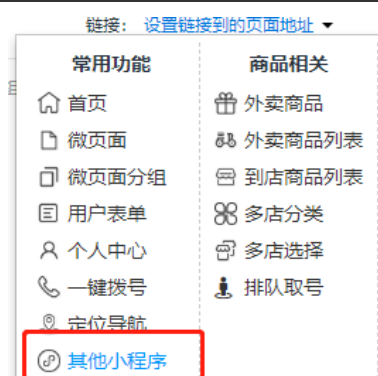 链接： 设置链接到的页面地址
常用功能
首页
微页面
微页面分组
用户表单
个人中心
一键拨号
定位导航
其他小程序
商品相关
外卖商品
外卖商品列表
到店商品列表
多店分类
多店选择
排队取号